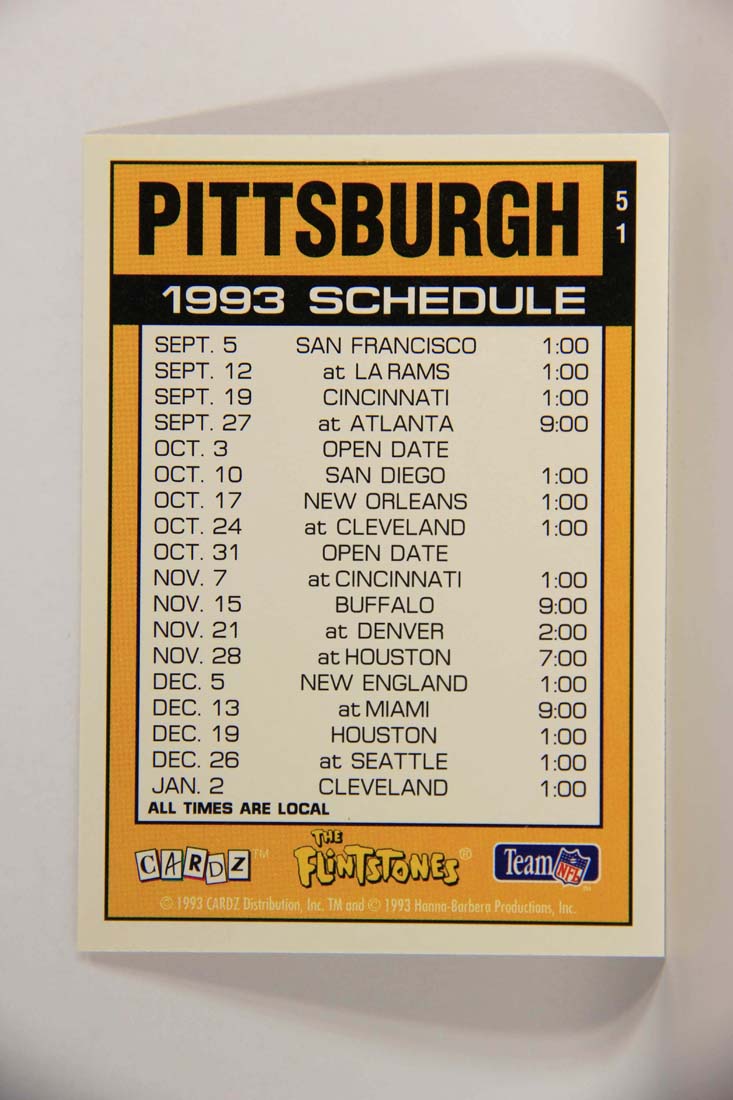 PITTSBURGH
5
1
1993 SCHEDULE
SEPT. 5 SAN FRANCISCO 1:00
SEPT. 12 at LA RAMS 1:00
SEPT. 19 CINCINNATI 1:00
SEPT. 27 at ATLANTA 9:00
OCT. 3 OPEN DATE
OCT. 10 SAN DIEGO 1:00
OCT. 17 NEW ORLEANS 1:00
OCT. 24 at CLEVELAND 1:00
OCT. 31 OPEN DATE
NOV. 7 at CINCINNATI 1:00
NOV. 15 BUFFALO 9:00
NOV. 21 at DENVER 2:00
NOV. 28 at HOUSTON 7:00
DEC. 5 NEW ENGLAND 1:00
DEC. 13 at MIAMI 9:00
DEC. 19 HOUSTON 1:00
DEC. 26 at SEATTLE 1:00
JAN. 2 CLEVELAND 1:00
ALL TIMES ARE LOCAL
CARDZ™
THE
FLINTSTONES®
Team NFL™
© 1993 CARDZ Distribution, Inc. TM and © 1993 Hanna-Barbera Productions, Inc.